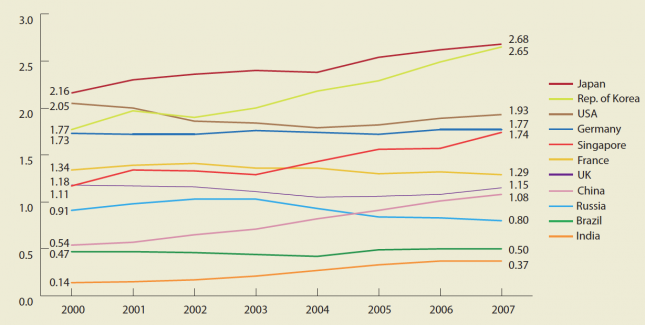 3.0
2.5
2.0
1.5
1.0
0.5
0.0
2.16
2.05
1.77
1.73
1.34
1.18
1.11
0.91
0.54
0.47
0.14
2.68
2.65
1.93
1.77
1.74
1.29
1.15
1.08
0.80
0.50
0.37
2000 2001 2002 2003 2004 2005 2006 2007
Japan
Rep. of Korea
USA
Germany
Singapore
France
UK
China
Russia
Brazil
India